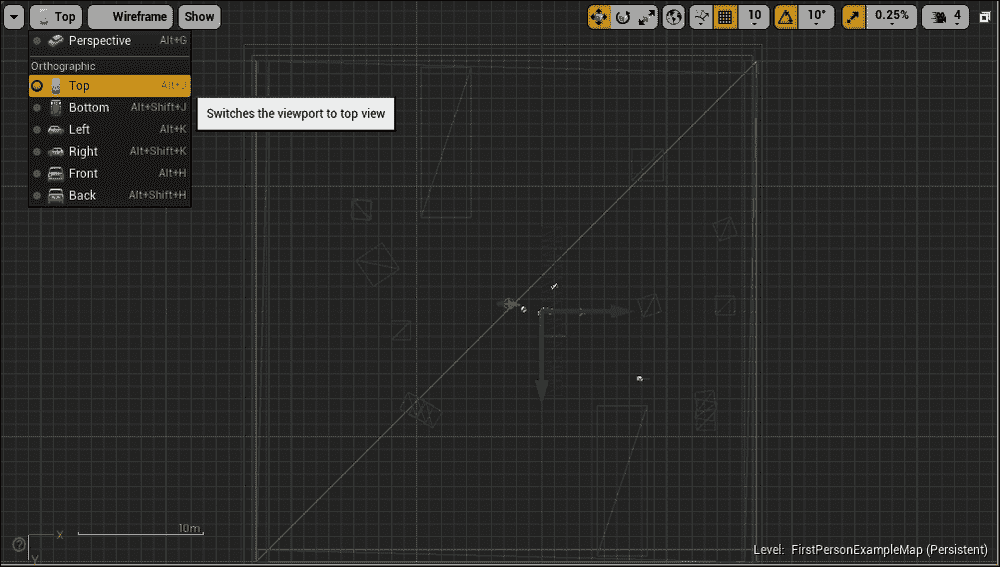 Top Wireframe Show 10 10° 0.25% 4
Perspective Alt+G
Orthographic
Top Alt+J
Bottom Alt+Shift+J
Switches the viewport to top view
Left Alt+K
Right Alt+Shift+K
Front Alt+H
Back Alt+Shift+H
10m
X
Y
Level: FirstPersonExampleMap (Persistent)